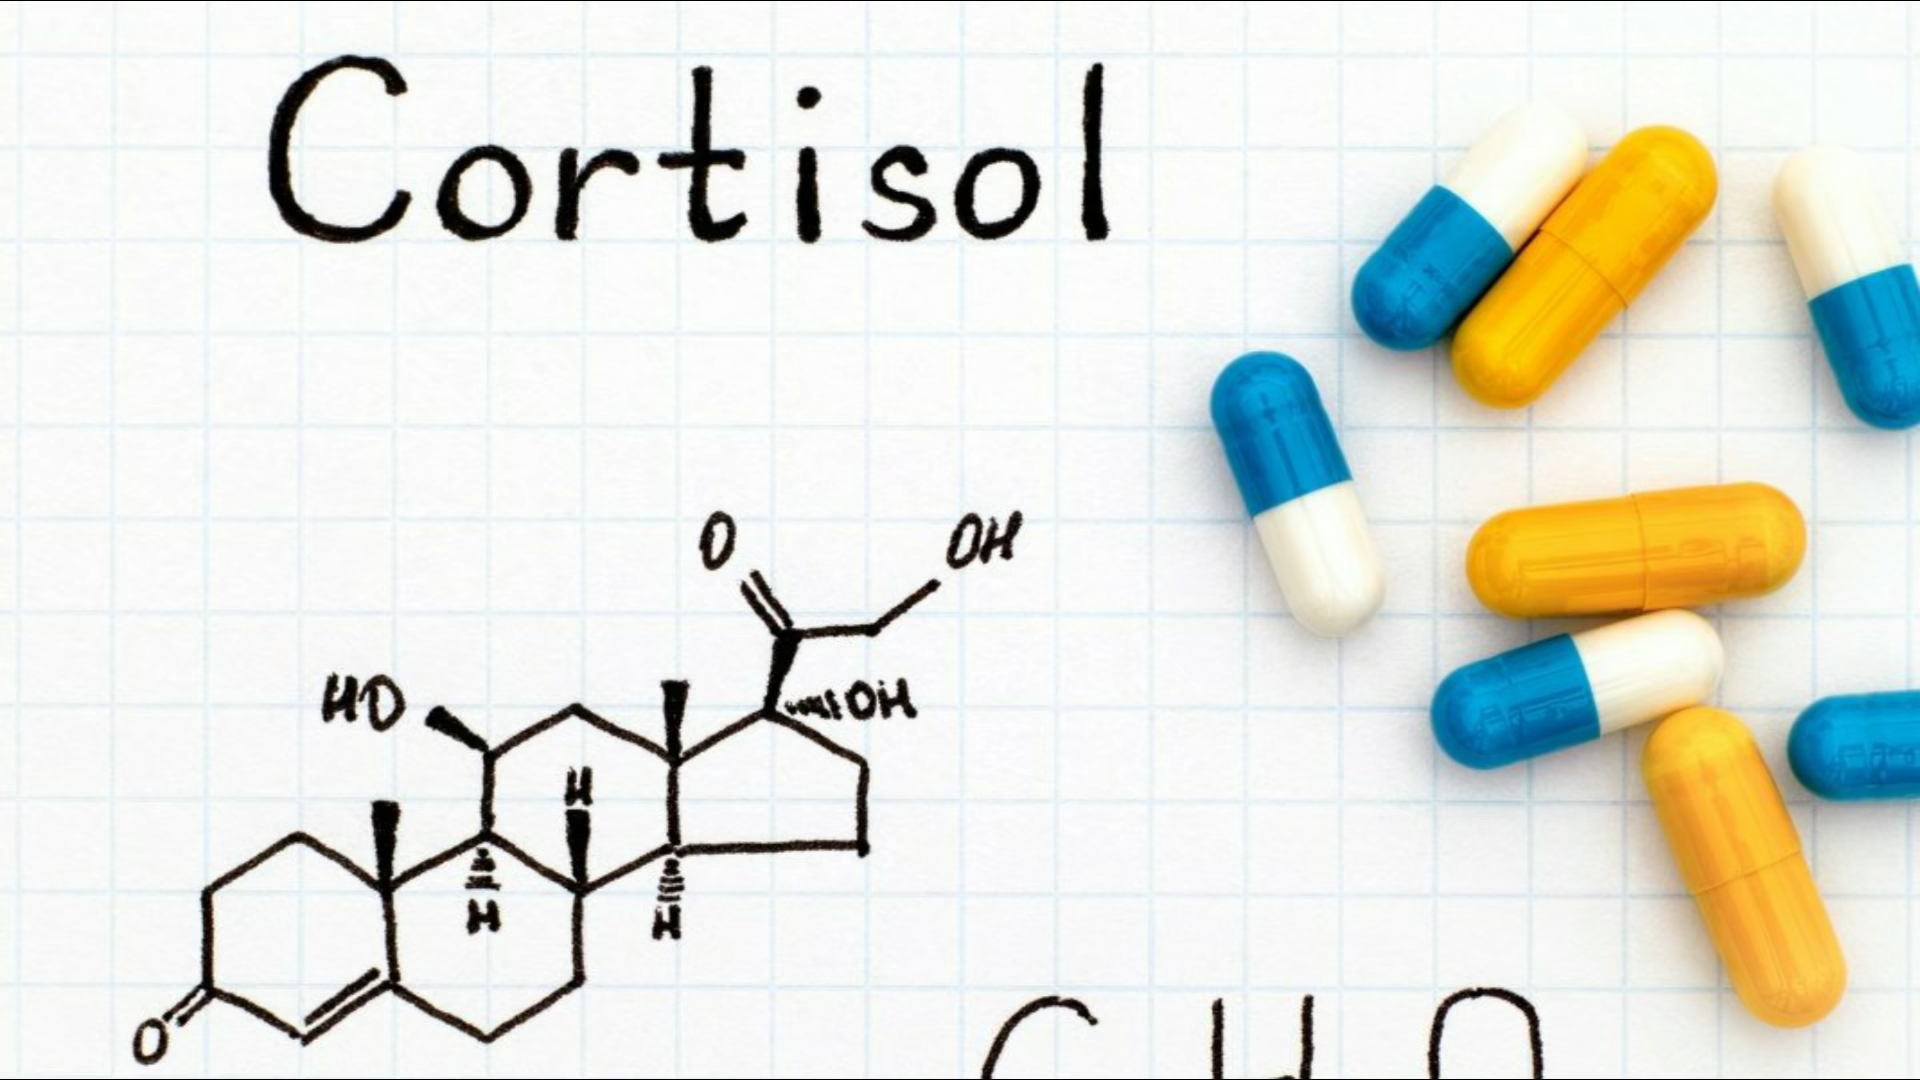 Cortisol
O OH
HO OH
H
H H
O
C H O